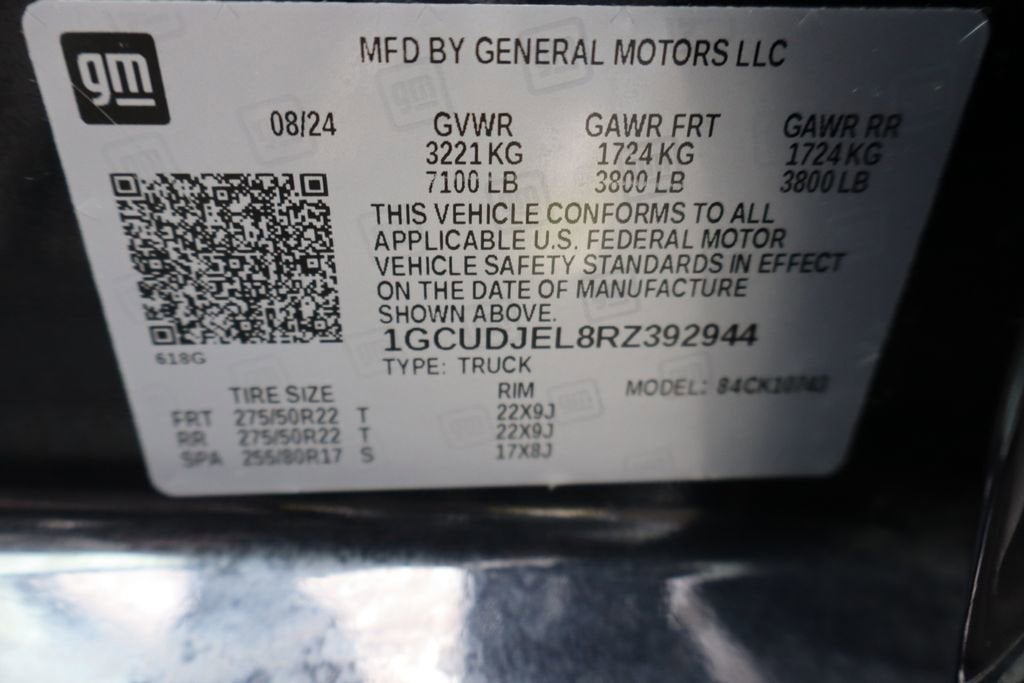 gm
MFD BY GENERAL MOTORS LLC
08/24 GVWR GAWR FRT GAWR RR
3221 KG 1724 KG 1724 KG
7100 LB 3800 LB 3800 LB
THIS VEHICLE CONFORMS TO ALL
APPLICABLE U.S. FEDERAL MOTOR
VEHICLE SAFETY STANDARDS IN EFFECT
ON THE DATE OF MANUFACTURE
SHOWN ABOVE.
1GCUDJEL8RZ392944
618G
TYPE: TRUCK
TIRE SIZE RIM MODEL: 84CK10743
FRT 275/50R22 T 22X9J
RR 275/50R22 T 22X9J
SPA 255/80R17 S 17X8J